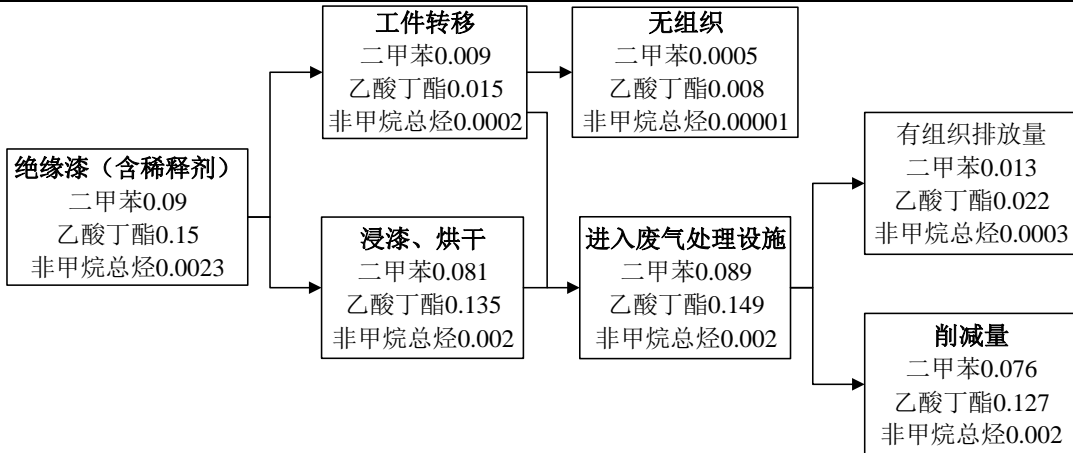 工件转移
二甲苯0.009
乙酸丁酯0.015
非甲烷总烃0.0002
无组织
二甲苯0.0005
乙酸丁酯0.008
非甲烷总烃0.00001
绝缘漆（含稀释剂）
二甲苯0.09
乙酸丁酯0.15
非甲烷总烃0.0023
浸漆、烘干
二甲苯0.081
乙酸丁酯0.135
非甲烷总烃0.002
进入废气处理设施
二甲苯0.089
乙酸丁酯0.149
非甲烷总烃0.002
有组织排放量
二甲苯0.013
乙酸丁酯0.022
非甲烷总烃0.0003
削减量
二甲苯0.076
乙酸丁酯0.127
非甲烷总烃0.002